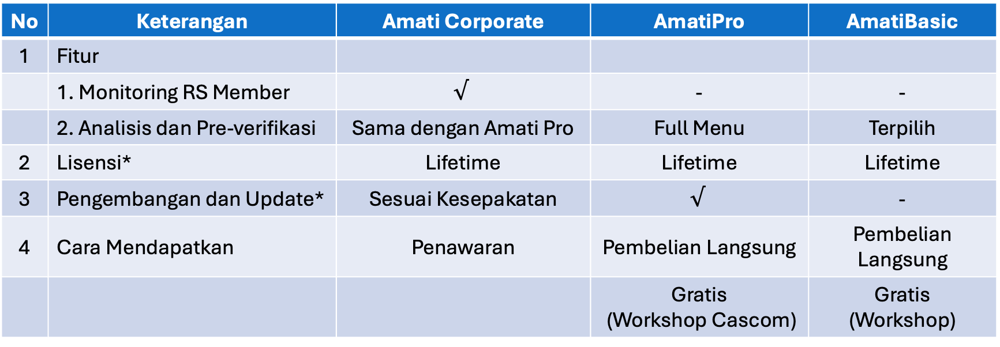 No Keterangan Amati Corporate AmatiPro AmatiBasic
1 Fitur
1. Monitoring RS Member √ - -
2. Analisis dan Pre-verifikasi Sama dengan Amati Pro Full Menu Terpilih
2 Lisensi* Lifetime Lifetime Lifetime
3 Pengembangan dan Update* Sesuai Kesepakatan √ -
4 Cara Mendapatkan Penawaran Pembelian Langsung Pembelian
Langsung
Gratis Gratis
(Workshop Cascom) (Workshop)